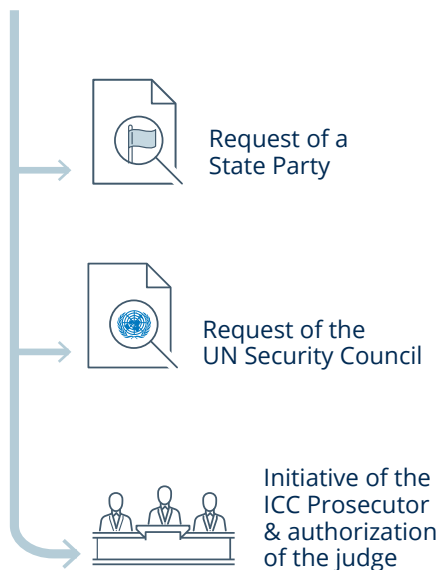 Request of a
State Party
Request of the
UN Security Council
Initiative of the
ICC Prosecutor
& authorization
of the judge